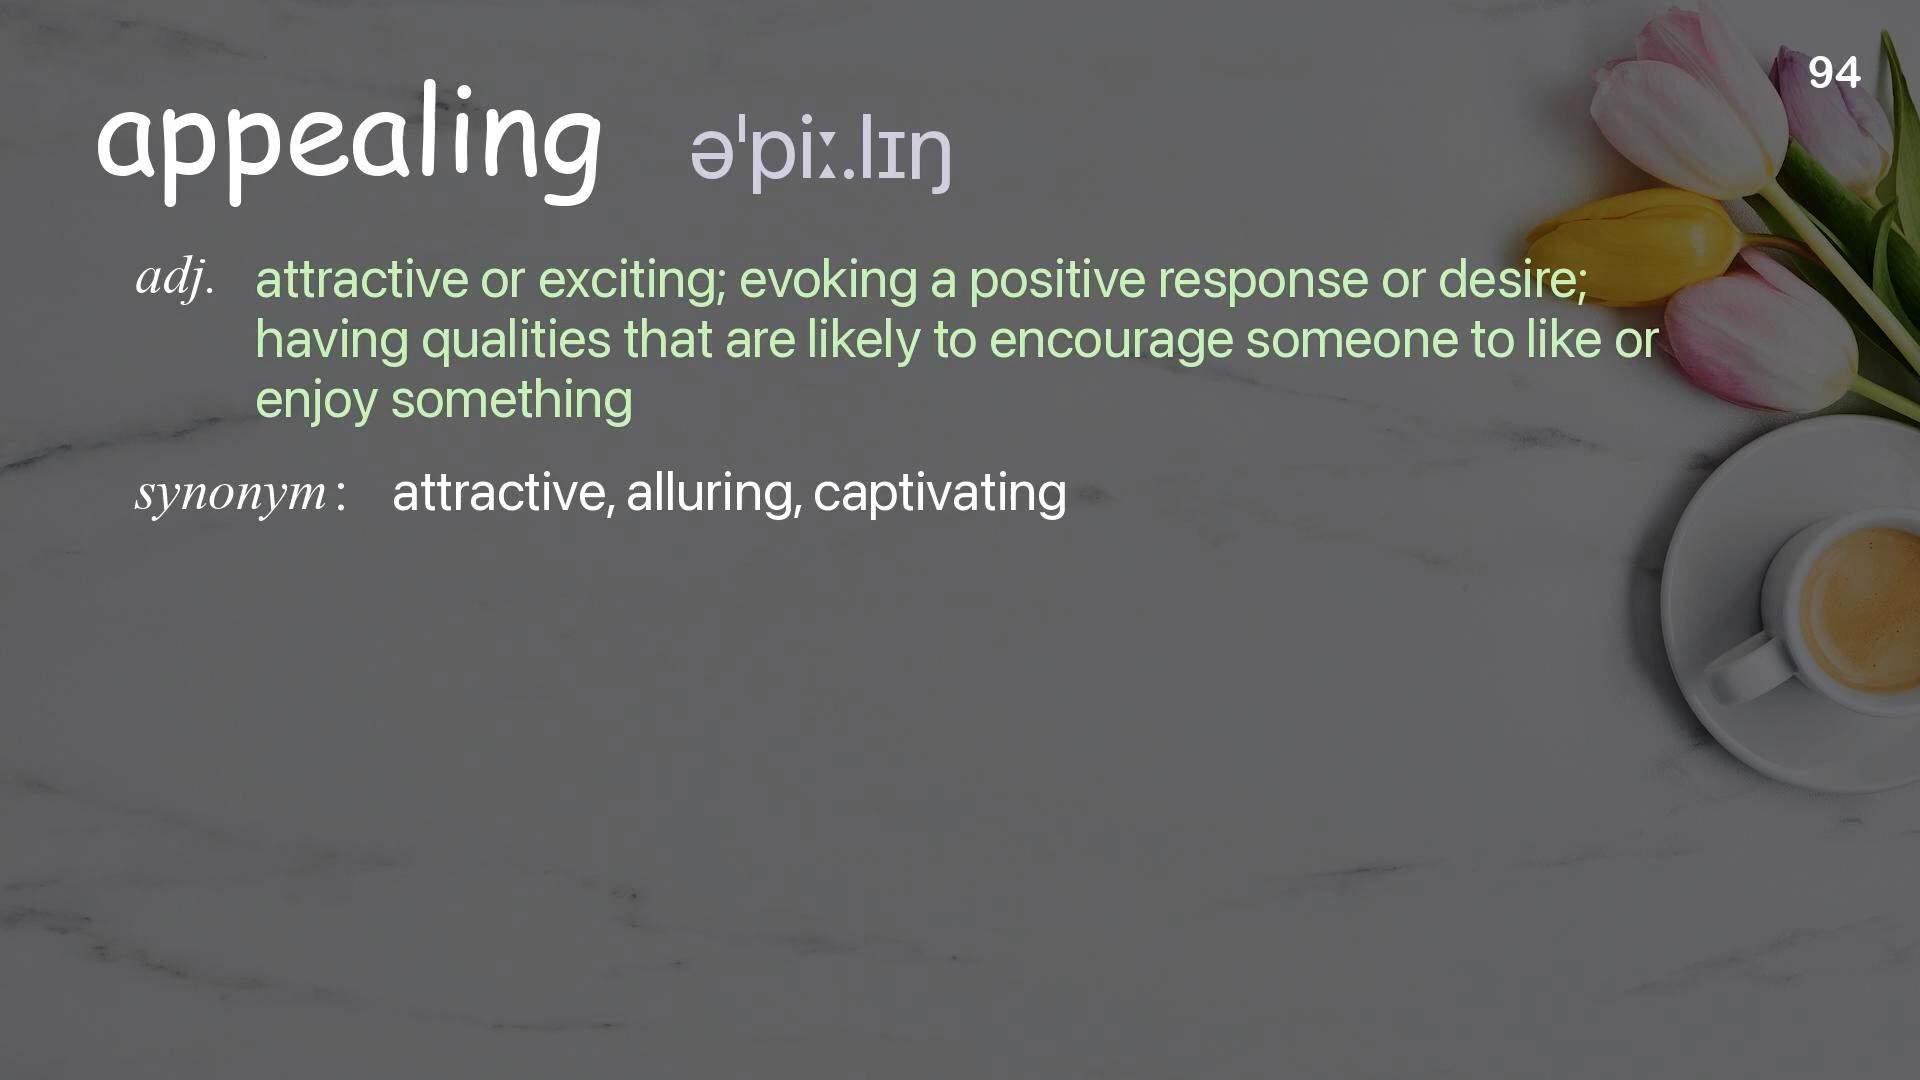 94
appealing əˈpiː.lɪŋ
adj. attractive or exciting; evoking a positive response or desire;
having qualities that are likely to encourage someone to like or
enjoy something
synonym : attractive, alluring, captivating